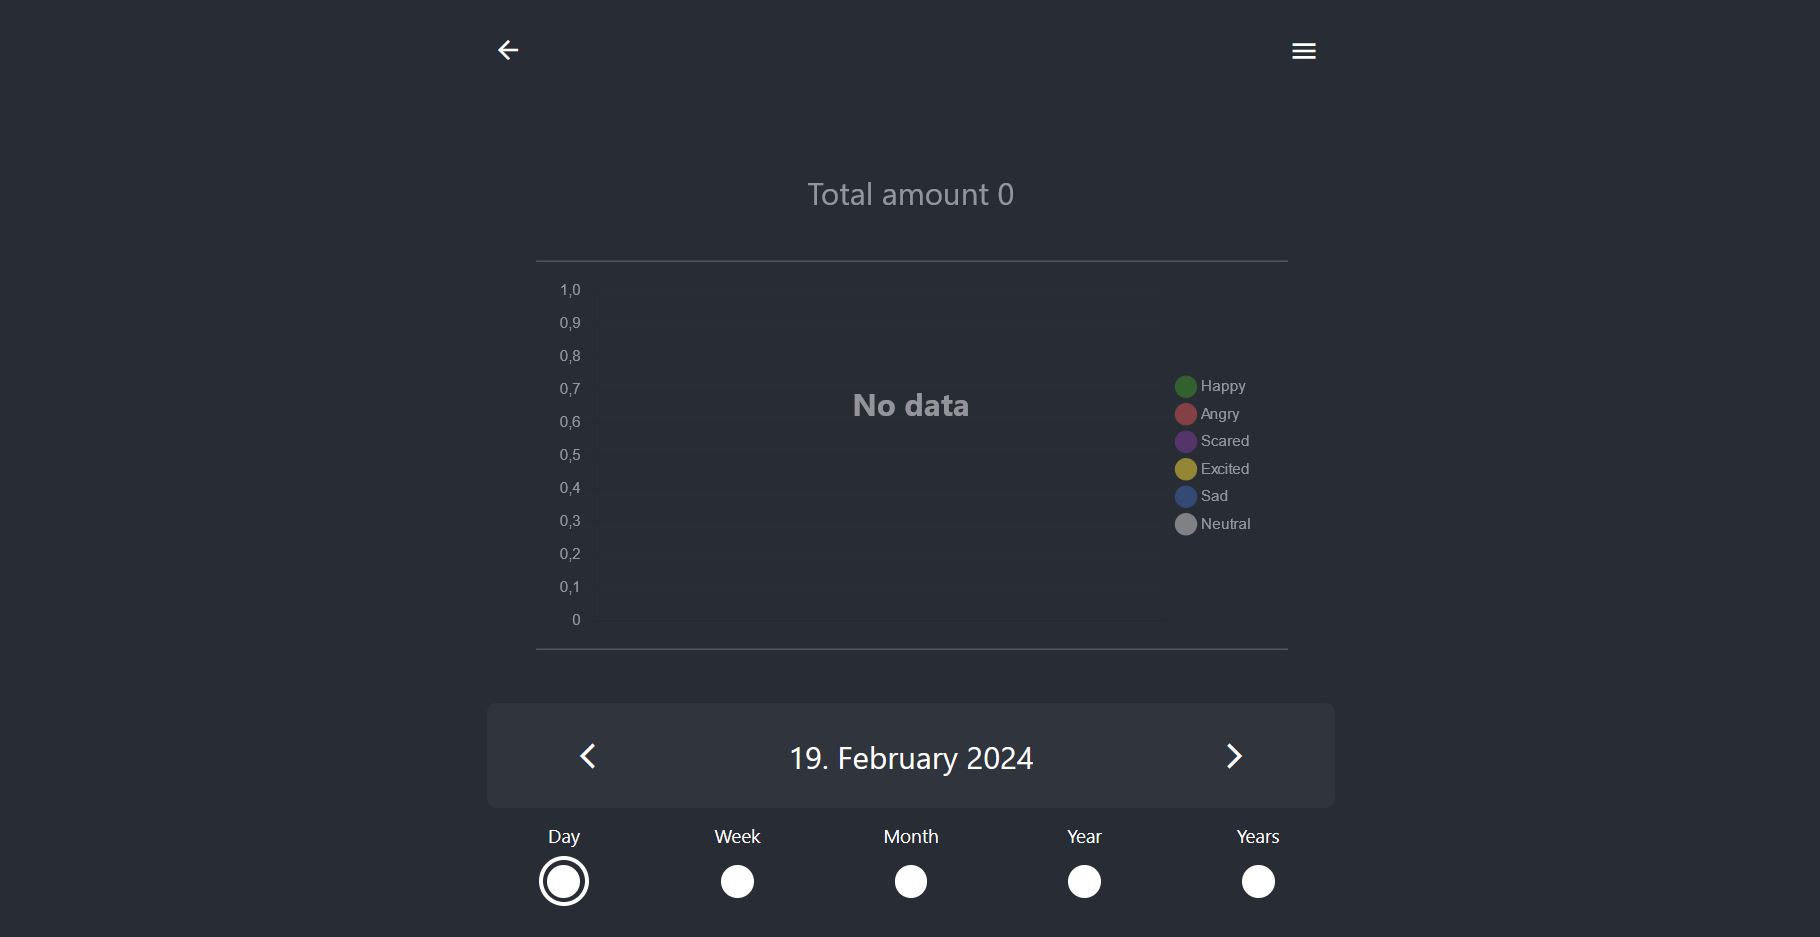 Total amount 0
1,0
0,9
0,8
0,7
0,6
0,5
0,4
0,3
0,2
0,1
0
No data
Happy
Angry
Scared
Excited
Sad
Neutral
19. February 2024
Day Week Month Year Years